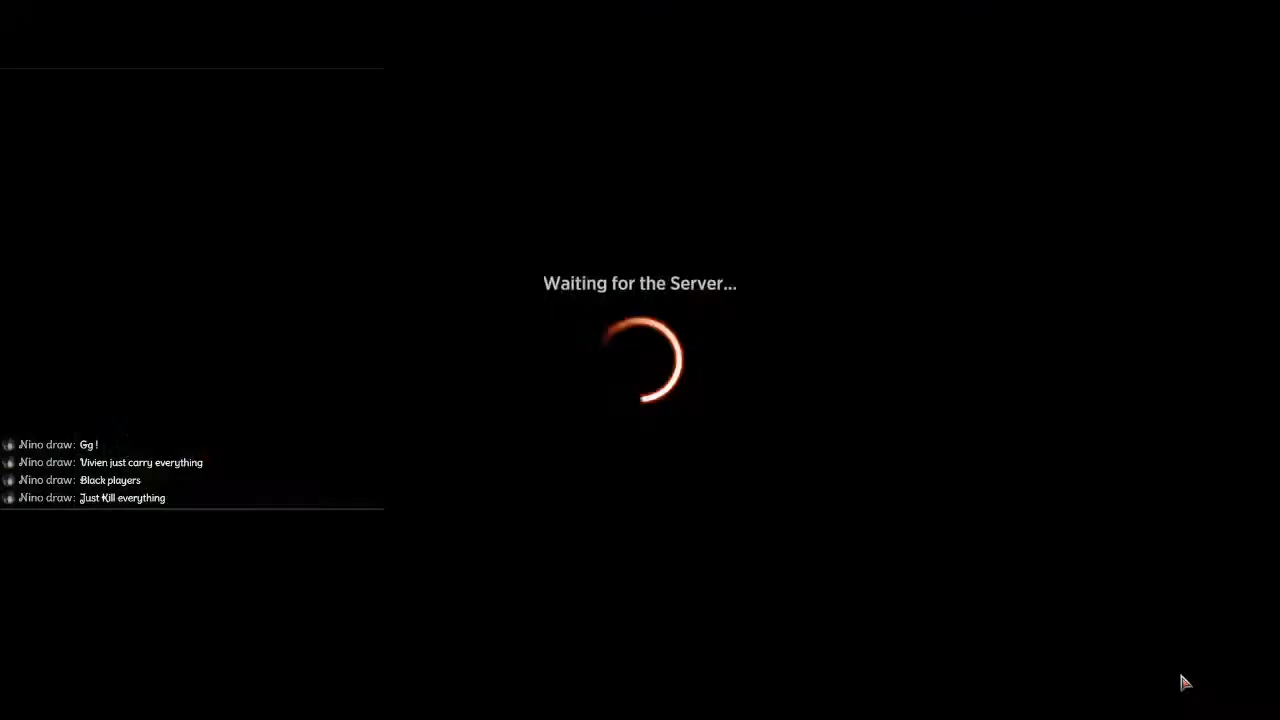 Waiting for the Server...
Nino draw: Gg !
Nino draw: Vivien just carry everything
Nino draw: Black players
Nino draw: Just Kill everything